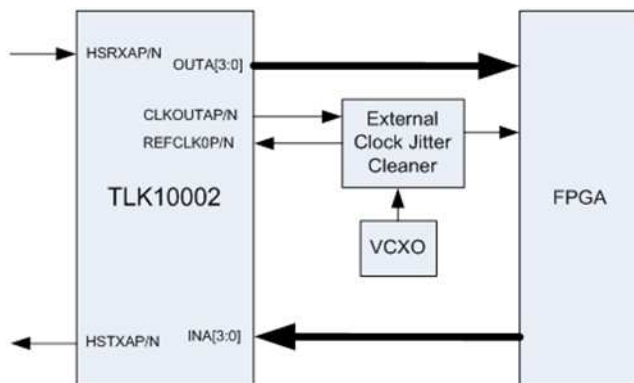 HSRXAP/N
OUTA[3:0]
CLKOUTAP/N
REFCLK0P/N
External
Clock Jitter
Cleaner
TLK10002
FPGA
VCXO
HSTXAP/N
INA[3:0]